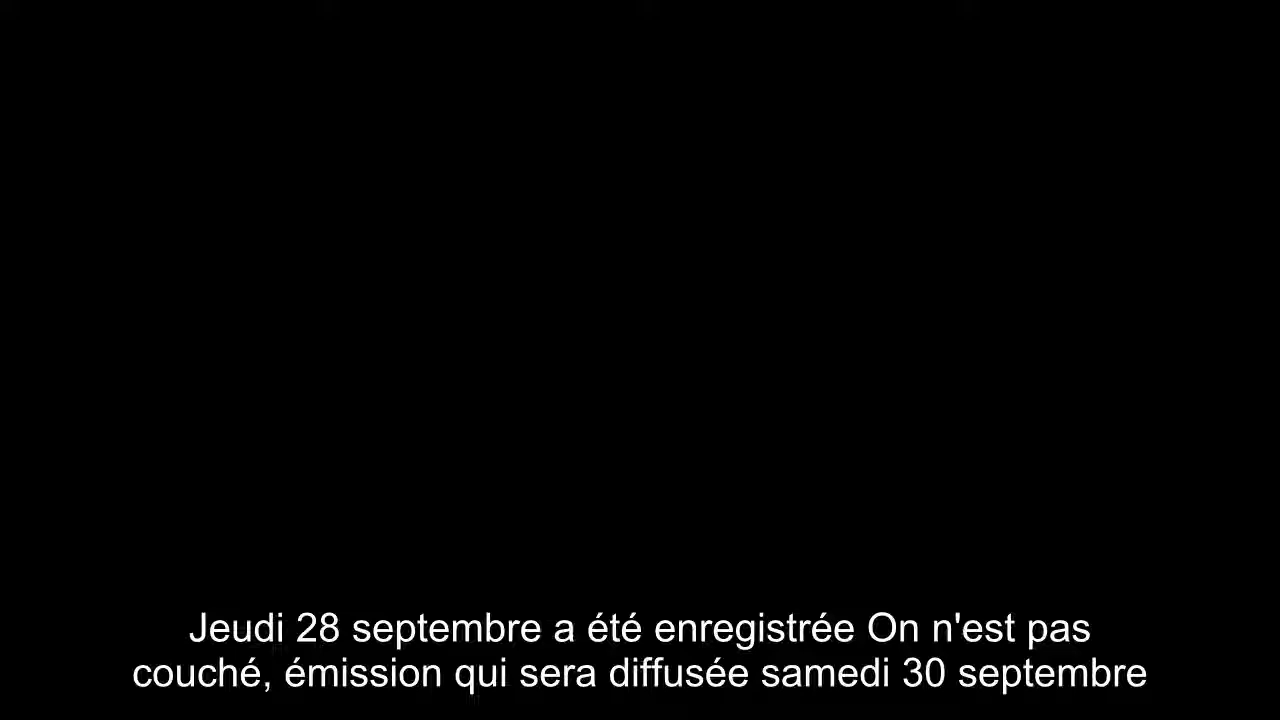 Jeudi 28 septembre a été enregistrée On n'est pas
couché, émission qui sera diffusée samedi 30 septembre